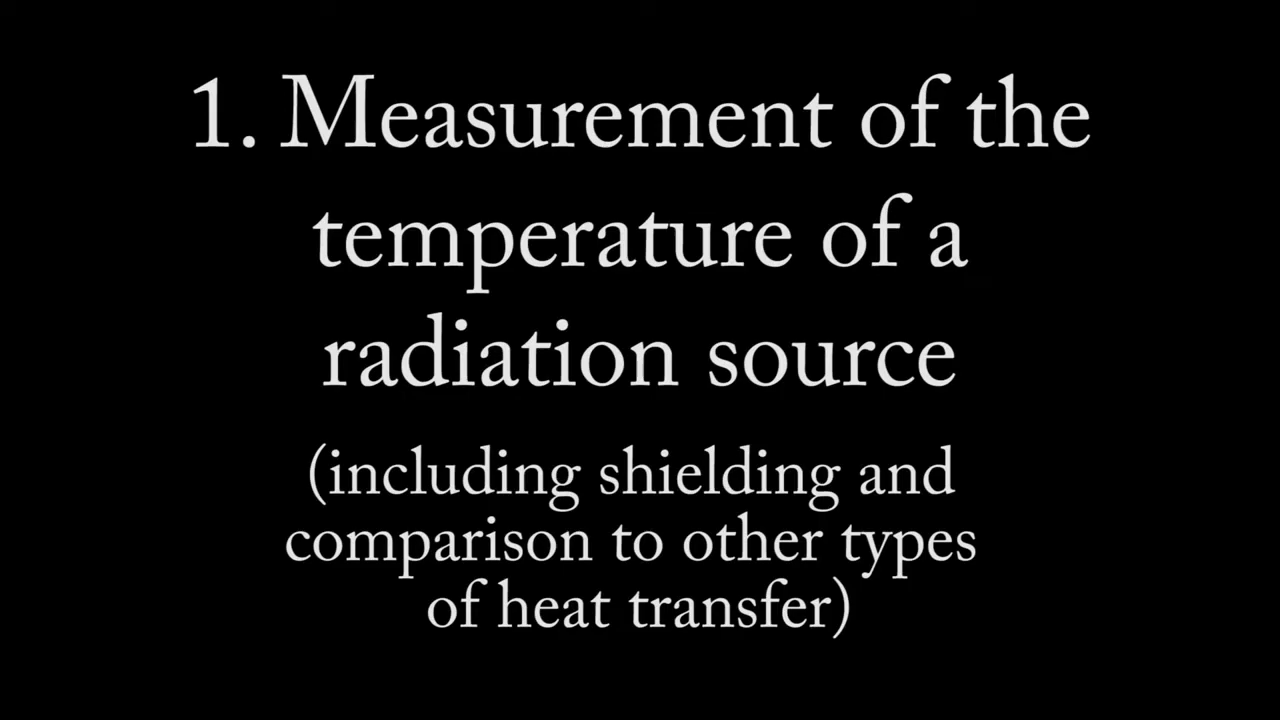 1. Measurement of the
temperature of a
radiation source
(including shielding and
comparison to other types
of heat transfer)